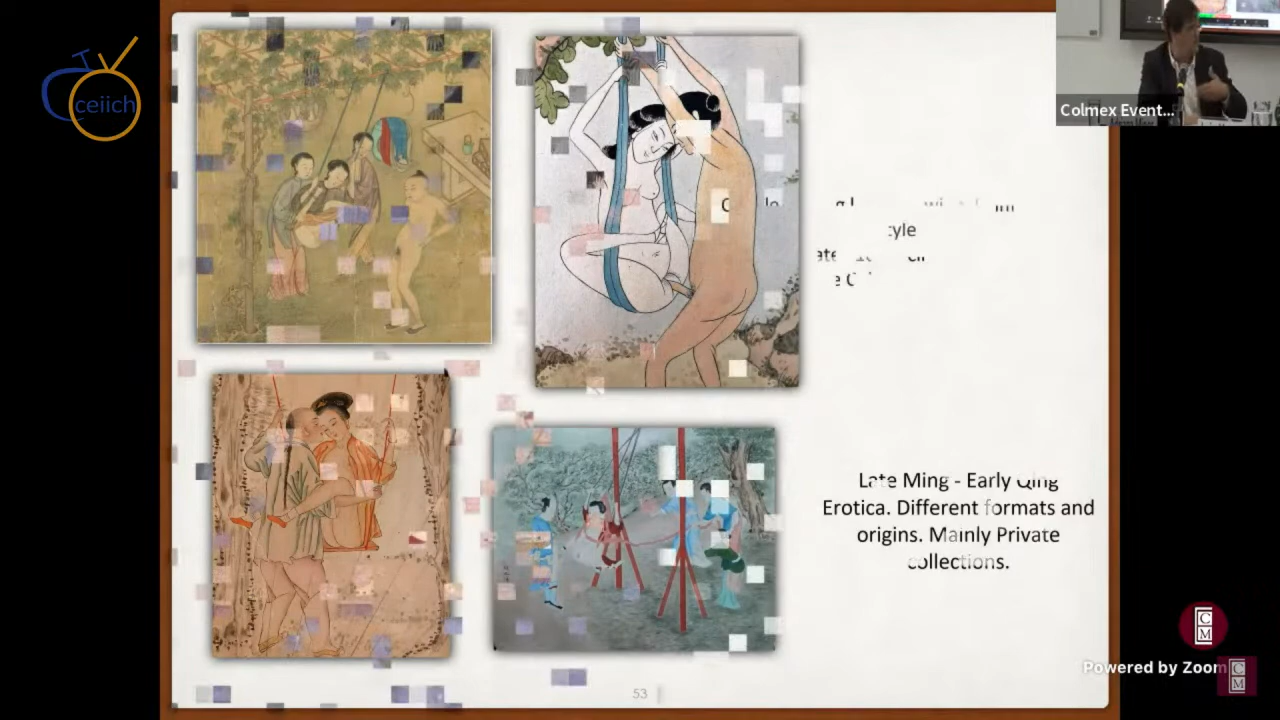 ceiich
Colmex Event...
Late Ming - Early Qing
Erotica. Different formats and
origins. Mainly Private
collections.
53
Powered by Zoom
C
M
C
M